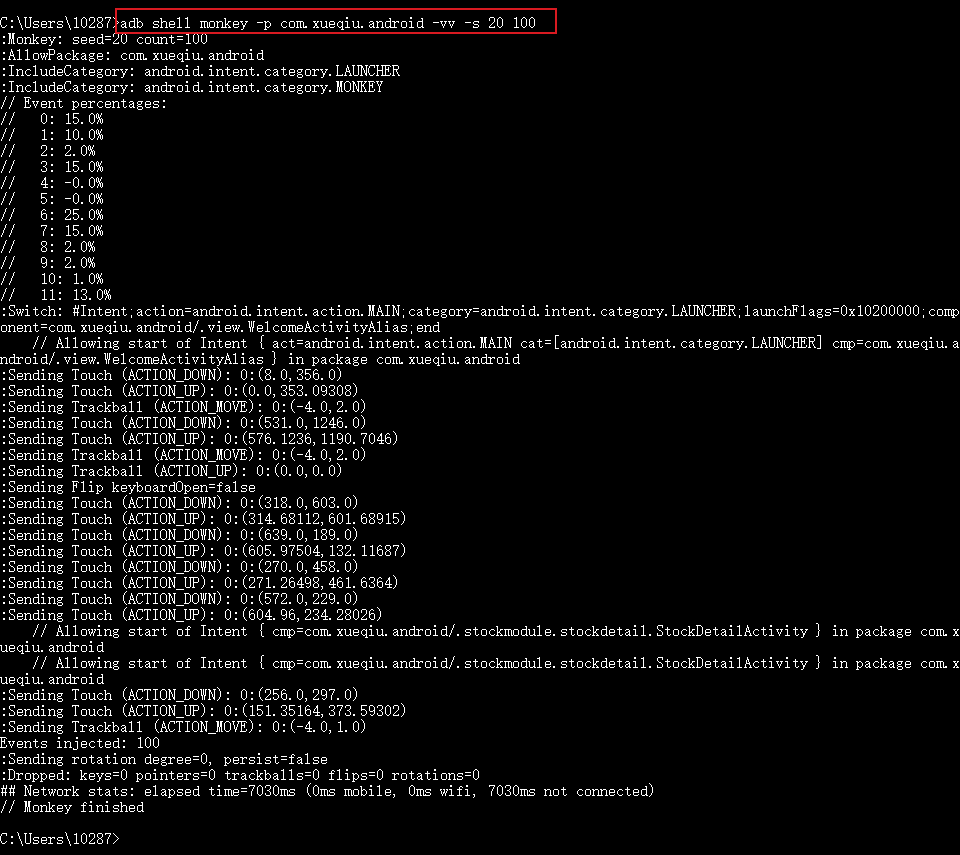 C:\Users\10287>adb shell monkey -p com.xueqiu.android -vv -s 20 100
:Monkey: seed=20 count=100
:AllowPackage: com.xueqiu.android
:IncludeCategory: android.intent.category.LAUNCHER
:IncludeCategory: android.intent.category.MONKEY
// Event percentages:
//   0: 15.0%
//   1: 10.0%
//   2: 2.0%
//   3: 15.0%
//   4: -0.0%
//   5: -0.0%
//   6: 25.0%
//   7: 15.0%
//   8: 2.0%
//   9: 2.0%
//   10: 1.0%
//   11: 13.0%
:Switch: #Intent;action=android.intent.action.MAIN;category=android.intent.category.LAUNCHER;launchFlags=0x10200000;comp
onent=com.xueqiu.android/.view.WelcomeActivityAlias;end
    // Allowing start of Intent { act=android.intent.action.MAIN cat=[android.intent.category.LAUNCHER] cmp=com.xueqiu.a
ndroid/.view.WelcomeActivityAlias } in package com.xueqiu.android
:Sending Touch (ACTION_DOWN): 0:(8.0,356.0)
:Sending Touch (ACTION_UP): 0:(0.0,353.09308)
:Sending Trackball (ACTION_MOVE): 0:(-4.0,2.0)
:Sending Touch (ACTION_DOWN): 0:(531.0,1246.0)
:Sending Touch (ACTION_UP): 0:(576.1236,1190.7046)
:Sending Trackball (ACTION_MOVE): 0:(-4.0,2.0)
:Sending Trackball (ACTION_UP): 0:(0.0,0.0)
:Sending Flip keyboardOpen=false
:Sending Touch (ACTION_DOWN): 0:(318.0,603.0)
:Sending Touch (ACTION_UP): 0:(314.68112,601.68915)
:Sending Touch (ACTION_DOWN): 0:(639.0,189.0)
:Sending Touch (ACTION_UP): 0:(605.97504,132.11687)
:Sending Touch (ACTION_DOWN): 0:(270.0,458.0)
:Sending Touch (ACTION_UP): 0:(271.26498,461.6364)
:Sending Touch (ACTION_DOWN): 0:(572.0,229.0)
:Sending Touch (ACTION_UP): 0:(604.96,234.28026)
    // Allowing start of Intent { cmp=com.xueqiu.android/.stockmodule.stockdetail.StockDetailActivity } in package com.x
ueqiu.android
    // Allowing start of Intent { cmp=com.xueqiu.android/.stockmodule.stockdetail.StockDetailActivity } in package com.x
ueqiu.android
:Sending Touch (ACTION_DOWN): 0:(256.0,297.0)
:Sending Touch (ACTION_UP): 0:(151.35164,373.59302)
:Sending Trackball (ACTION_MOVE): 0:(-4.0,1.0)
Events injected: 100
:Sending rotation degree=0, persist=false
:Dropped: keys=0 pointers=0 trackballs=0 flips=0 rotations=0
## Network stats: elapsed time=7030ms (0ms mobile, 0ms wifi, 7030ms not connected)
// Monkey finished
C:\Users\10287>